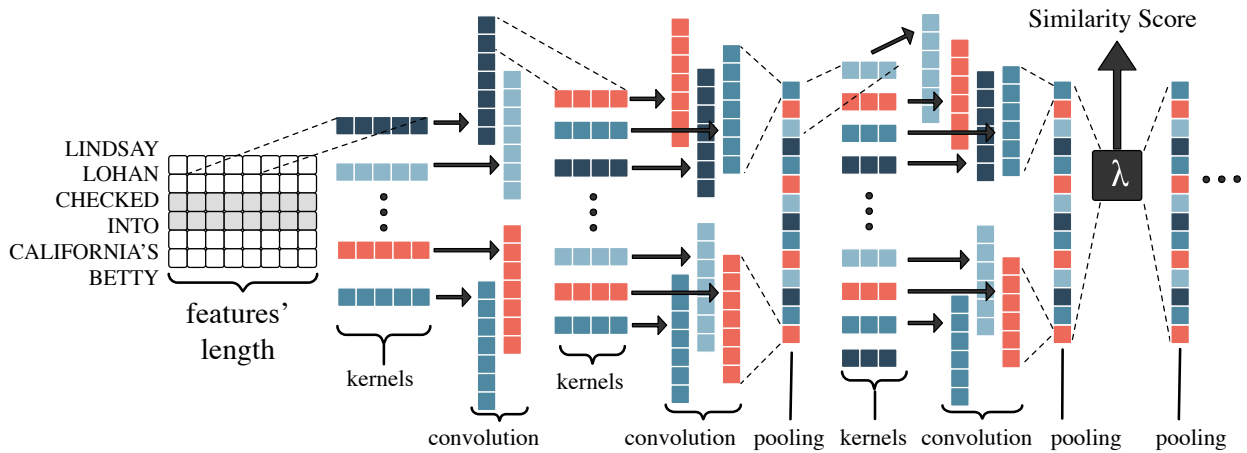 Similarity Score
LINDSAY
LOHAN
CHECKED
INTO
CALIFORNIA'S
BETTY
λ
features'
length
kernels
kernels
convolution
convolution
pooling
kernels
convolution
pooling
pooling